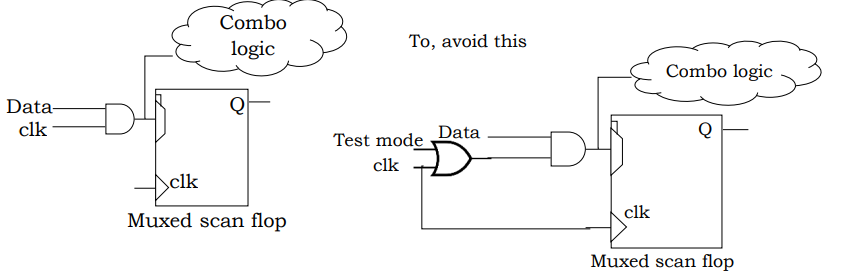 Combo
logic
Data
clk
Q
clk
Muxed scan flop
To, avoid this
Combo logic
Test mode
Data
clk
Q
clk
Muxed scan flop